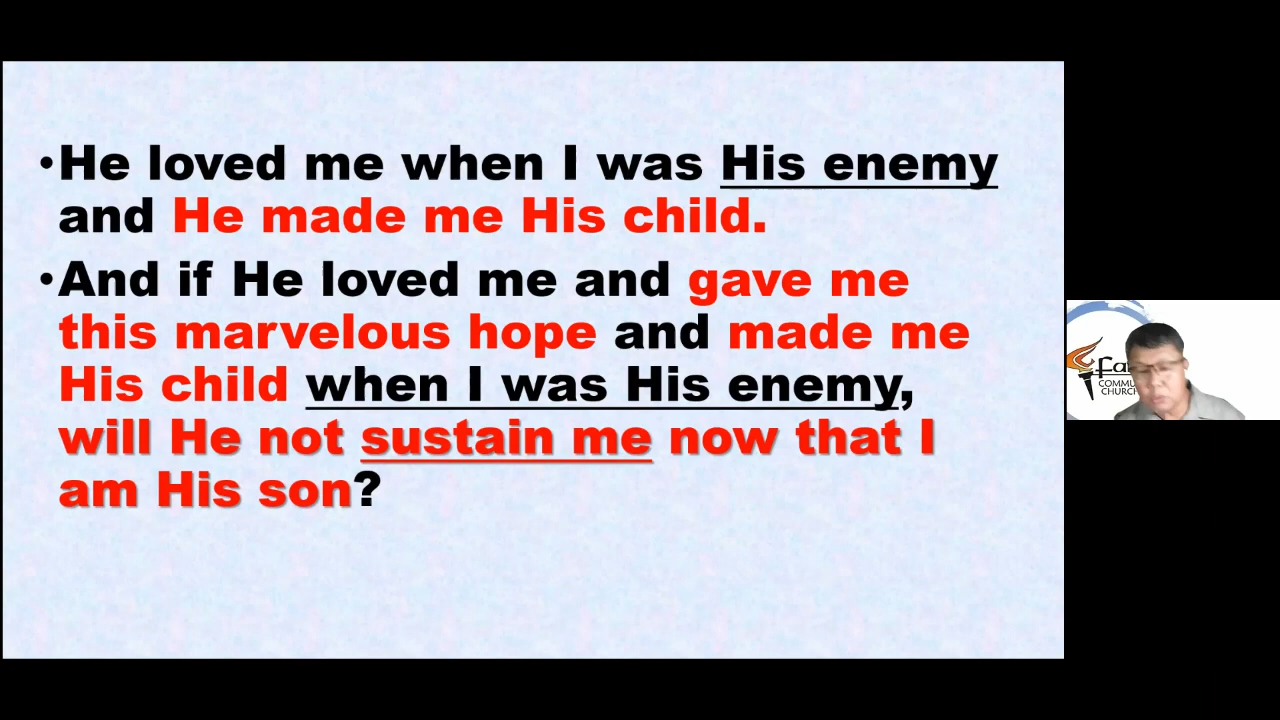 •He loved me when I was His enemy
and He made me His child.
•And if He loved me and gave me
this marvelous hope and made me
His child when I was His enemy,
will He not sustain me now that I
am His son?